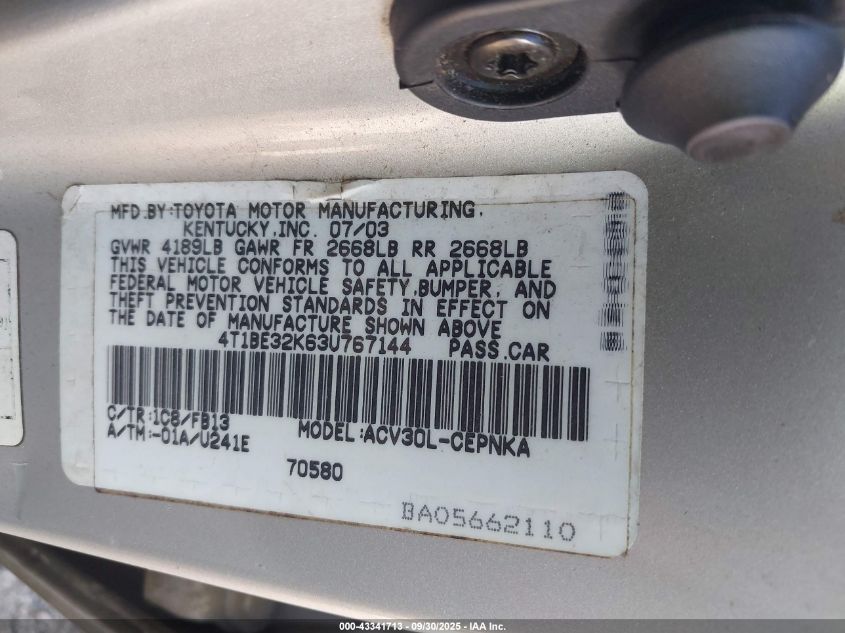 MFD.BY:TOYOTA MOTOR MANUFACTURING,
KENTUCKY,INC. 07/03
GVWR 4189LB GAWR FR 2668LB RR 2668LB
THIS VEHICLE CONFORMS TO ALL APPLICABLE
FEDERAL MOTOR VEHICLE SAFETY,BUMPER, AND
THEFT PREVENTION STANDARDS IN EFFECT ON
THE DATE OF MANUFACTURE SHOWN ABOVE
4T1BE32K63U767144 PASS.CAR
C/TR:1C8/FB13
A/TM:-01A/U241E
MODEL:ACV30L-CEPNKA
70580
BA05662110
000-43341713 - 09/30/2025 - IAA Inc.